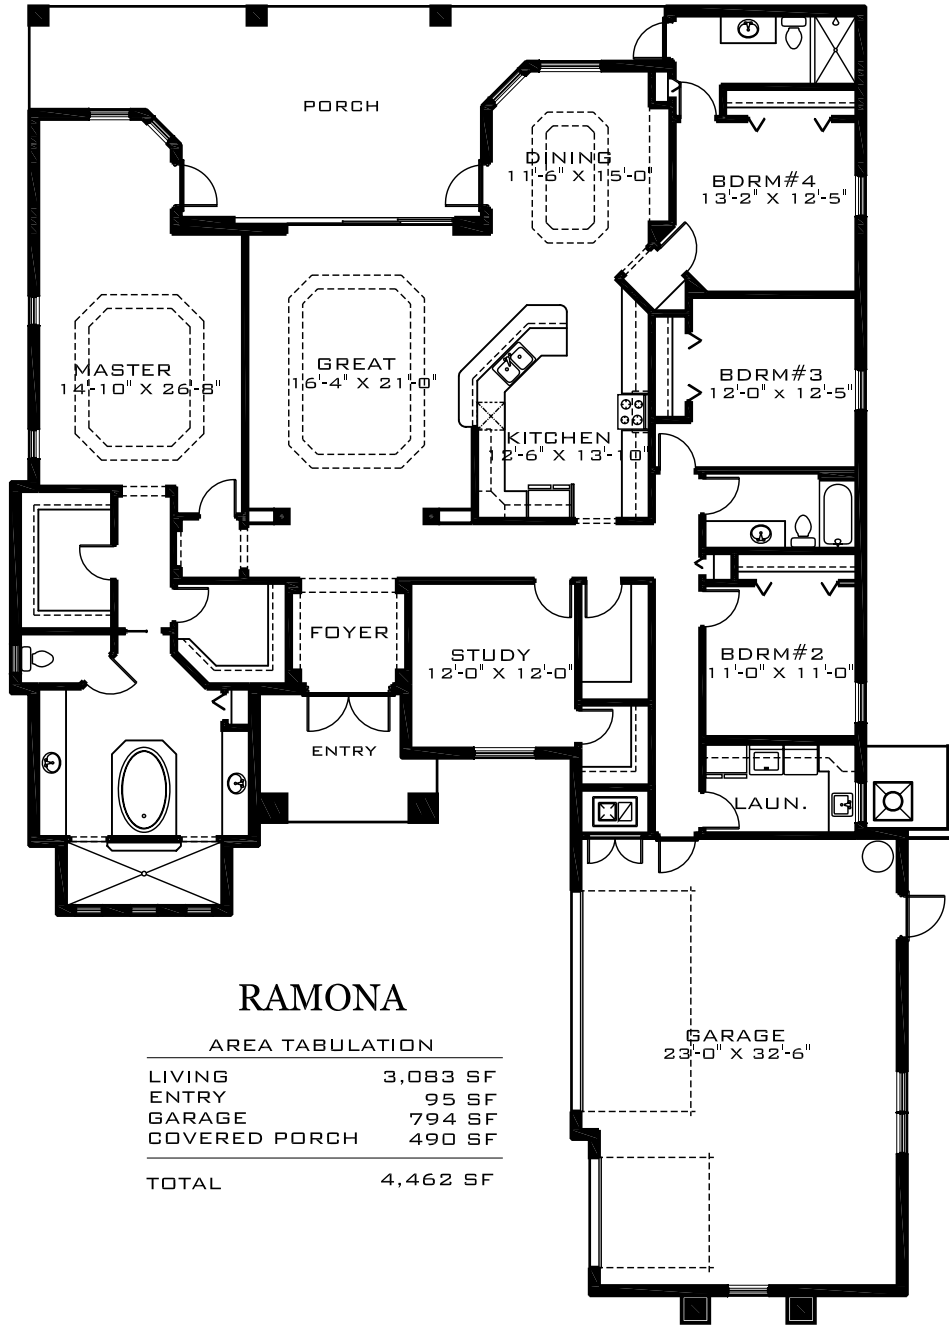 PORCH
DINING
11'-6" X 15'-0"
BDRM#4
13'-2" X 12'-5"
MASTER
14'-10" X 26'-8"
GREAT
16'-4" X 21'-0"
BDRM#3
12'-0" X 12'-5"
KITCHEN
12'-6" X 13'-10"
FOYER
STUDY
12'-0" X 12'-0"
BDRM#2
11'-0" X 11'-0"
ENTRY
LAUN.
GARAGE
23'-0" X 32'-6"
RAMONA
AREA TABULATION
LIVING 3,083 SF
ENTRY 95 SF
GARAGE 794 SF
COVERED PORCH 490 SF
TOTAL 4,462 SF